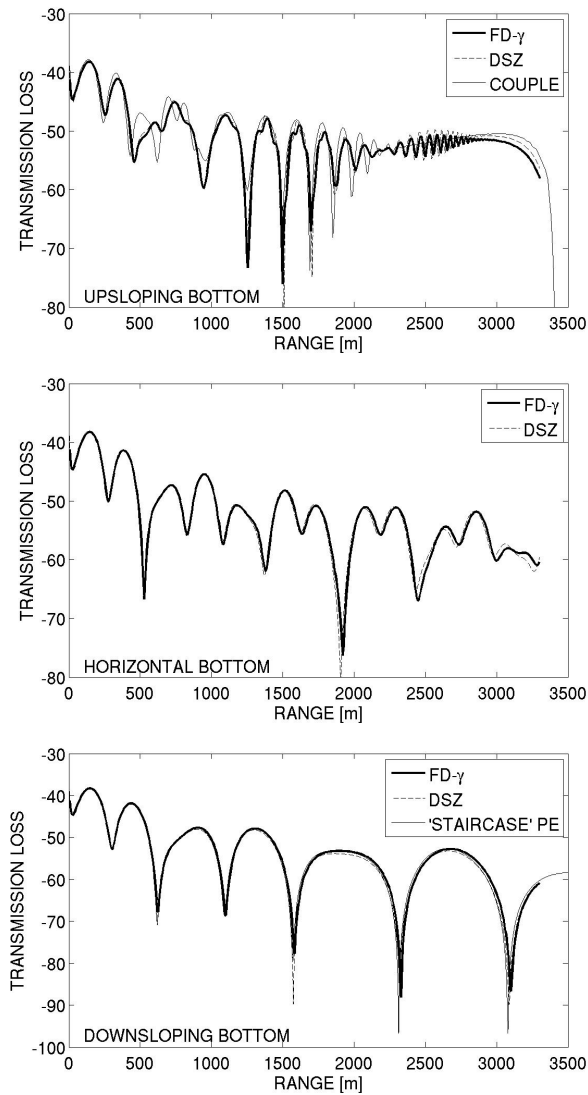 -30
-40
-50
-60
-70
-80
TRANSMISSION LOSS
FD-γ
DSZ
COUPLE
UPSLOPING BOTTOM
0 500 1000 1500 2000 2500 3000 3500
RANGE [m]
-30
-40
-50
-60
-70
-80
TRANSMISSION LOSS
FD-γ
DSZ
HORIZONTAL BOTTOM
0 500 1000 1500 2000 2500 3000 3500
RANGE [m]
-30
-40
-50
-60
-70
-80
-90
-100
TRANSMISSION LOSS
FD-γ
DSZ
'STAIRCASE' PE
DOWNSLOPING BOTTOM
0 500 1000 1500 2000 2500 3000 3500
RANGE [m]